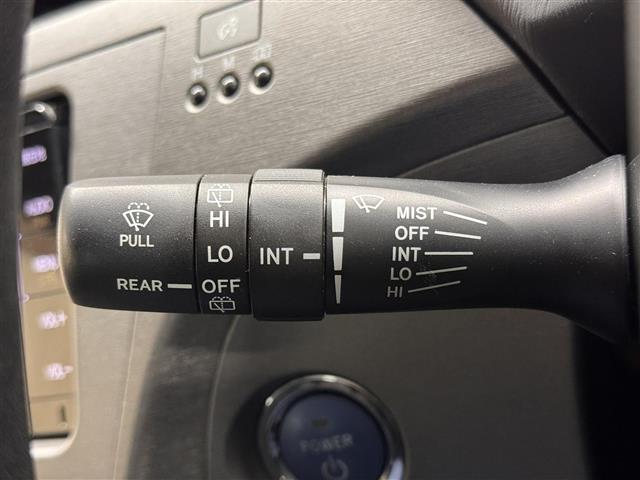 H M
PULL
REAR
HI
LO
OFF
INT
MIST
OFF
INT
LO
HI
POWER